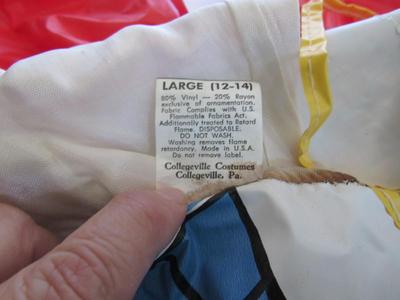 LARGE (12-14)
80% Vinyl — 20% Rayon
exclusive of ornamentation.
Fabric Complies with U.S.
Flammable Fabrics Act.
Additionally treated to Retard
Flame. DISPOSABLE.
DO NOT WASH.
Washing removes flame
retardancy. Made in U.S.A.
Do not remove label.
Collegeville Costumes
Collegeville, Pa.